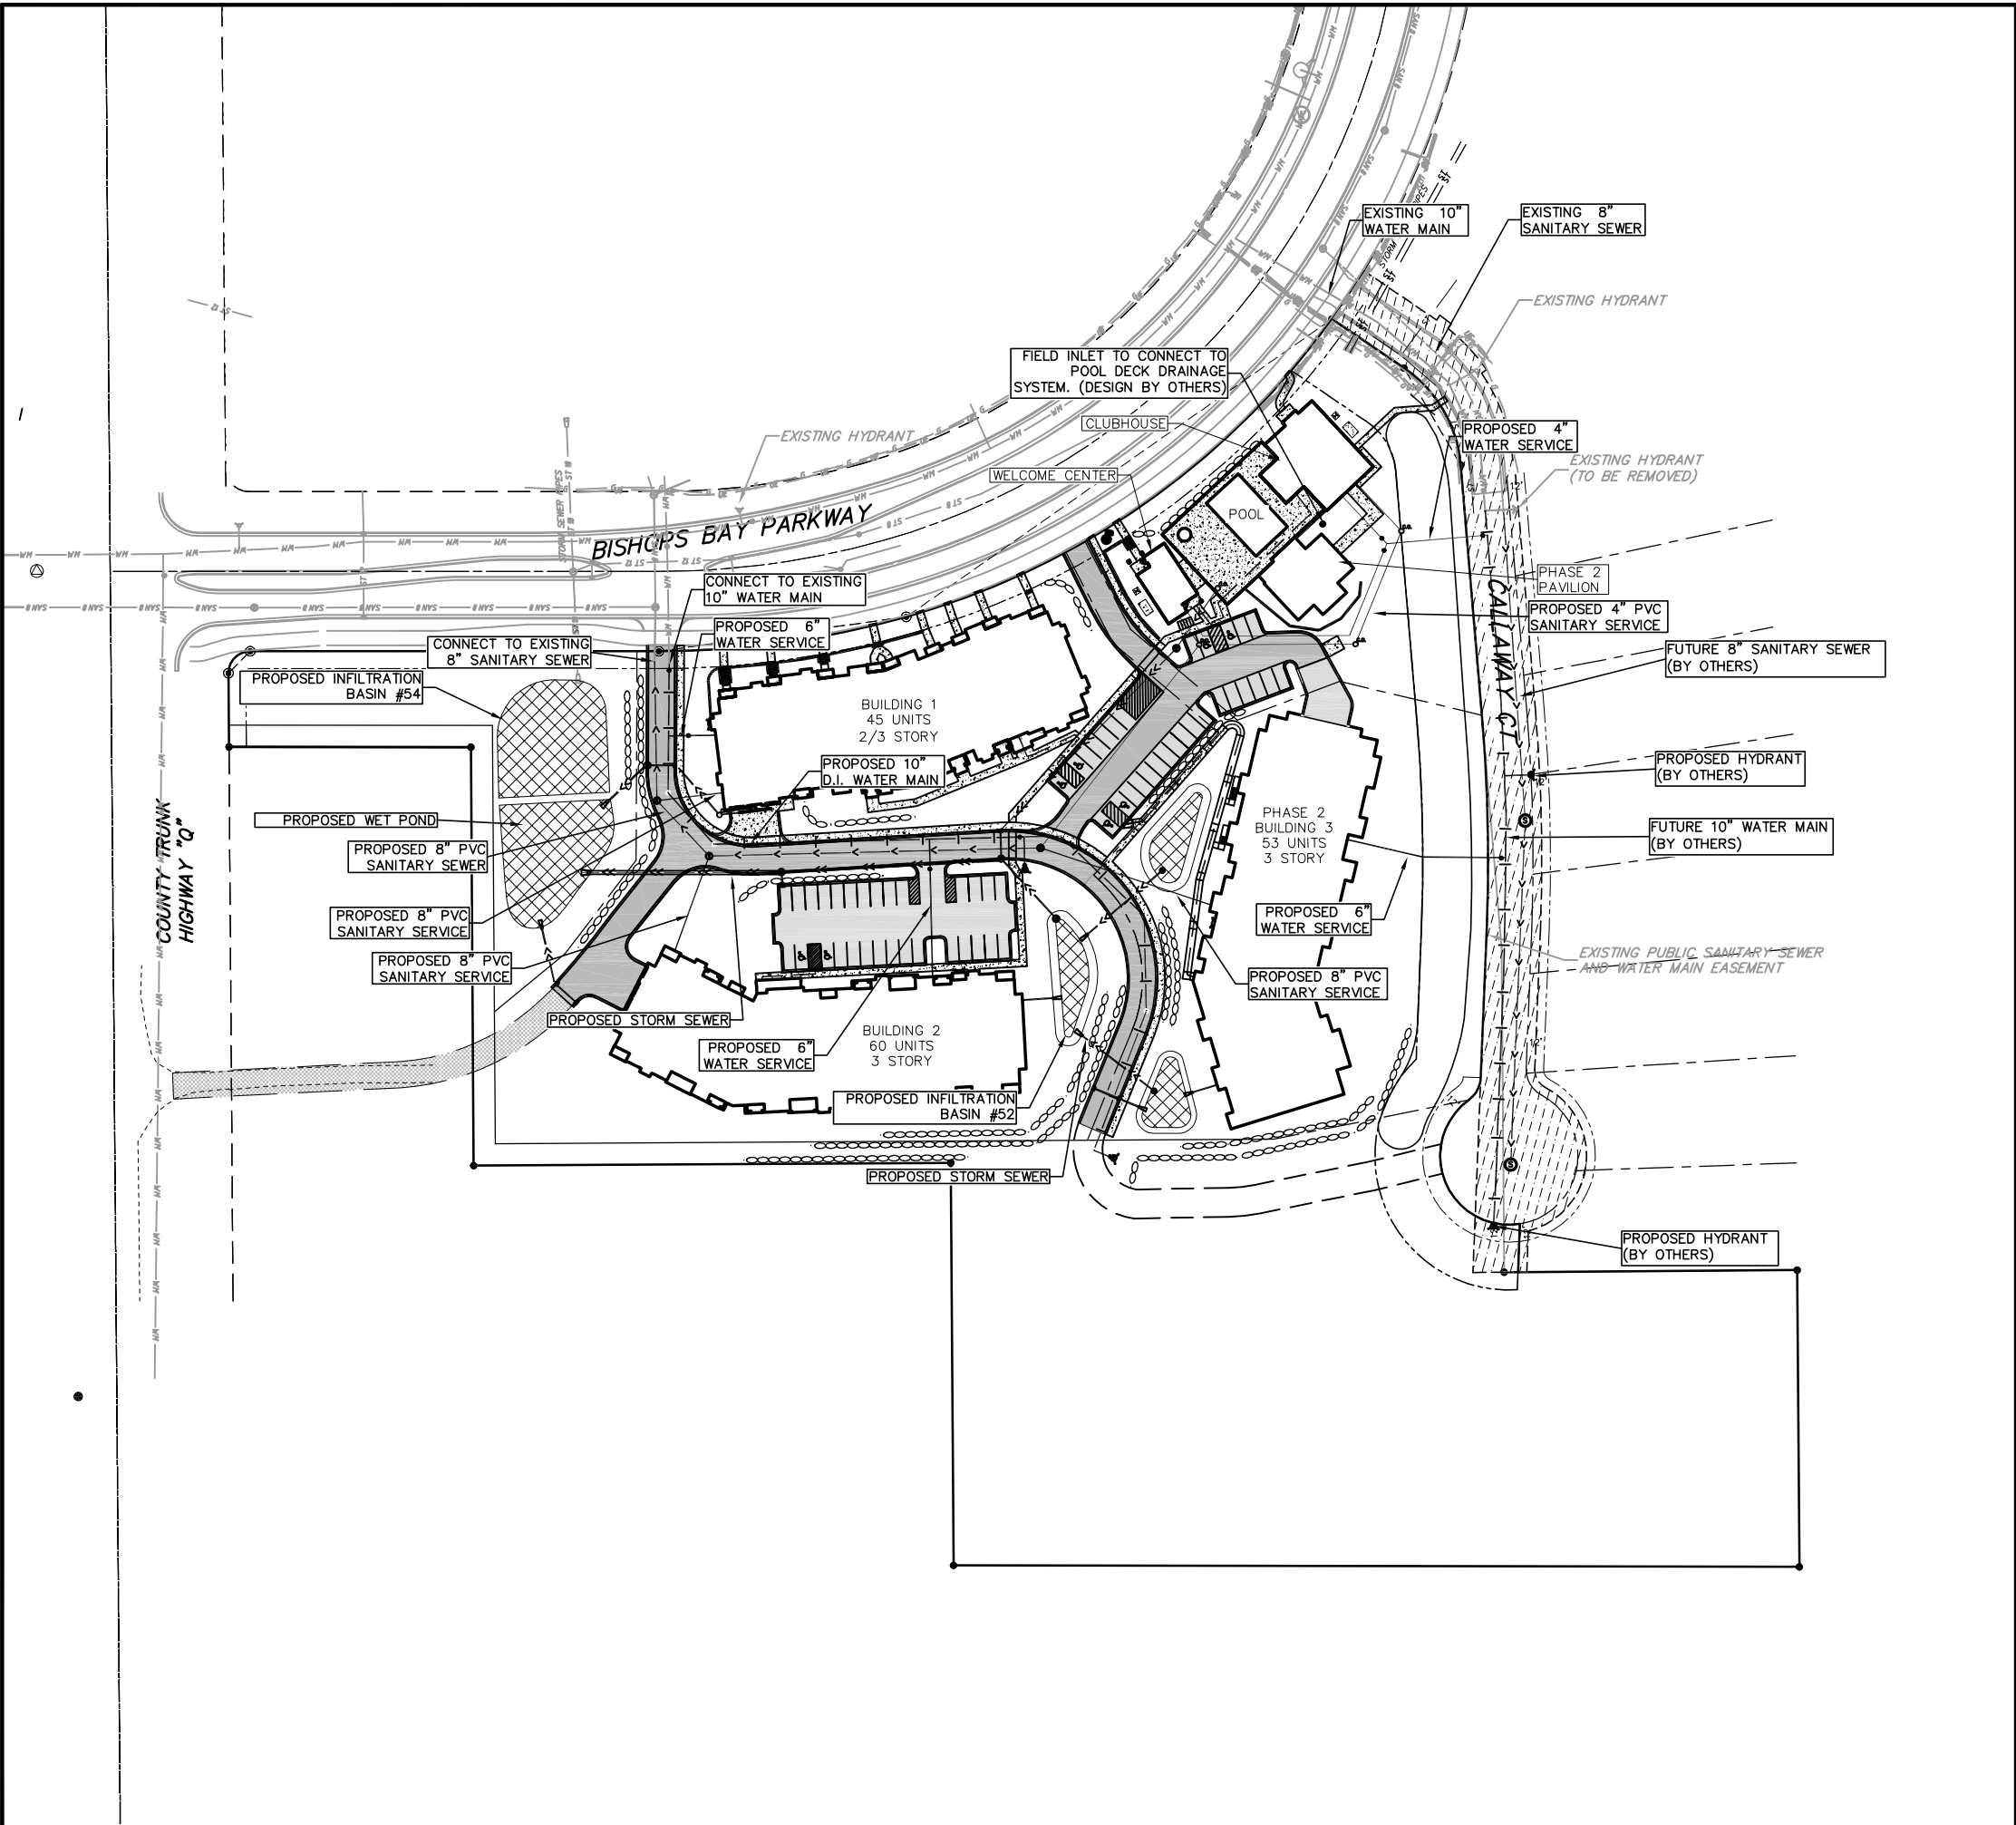 EXISTING 10"
WATER MAIN
EXISTING 8"
SANITARY SEWER
EXISTING HYDRANT
FIELD INLET TO CONNECT TO
POOL DECK DRAINAGE
SYSTEM. (DESIGN BY OTHERS)
CLUBHOUSE
EXISTING HYDRANT
WELCOME CENTER
POOL
PROPOSED 4"
WATER SERVICE
EXISTING HYDRANT
(TO BE REMOVED)
BISHOPS BAY PARKWAY
STORM SEWER PIPES
CONNECT TO EXISTING
10" WATER MAIN
PROPOSED 6"
WATER SERVICE
CONNECT TO EXISTING
8" SANITARY SEWER
PROPOSED INFILTRATION
BASIN #54
PHASE 2
PAVILION
PROPOSED 4" PVC
SANITARY SERVICE
CALLAWAY CT
FUTURE 8" SANITARY SEWER
(BY OTHERS)
BUILDING 1
45 UNITS
2/3 STORY
PROPOSED 10"
D.I. WATER MAIN
PROPOSED HYDRANT
(BY OTHERS)
COUNTY TRUNK
HIGHWAY "Q"
PROPOSED WET POND
PROPOSED 8" PVC
SANITARY SEWER
PHASE 2
BUILDING 3
53 UNITS
3 STORY
FUTURE 10" WATER MAIN
(BY OTHERS)
PROPOSED 8" PVC
SANITARY SERVICE
PROPOSED 8" PVC
SANITARY SERVICE
PROPOSED 6"
WATER SERVICE
EXISTING PUBLIC SANITARY SEWER
AND WATER MAIN EASEMENT
PROPOSED 8" PVC
SANITARY SERVICE
PROPOSED STORM SEWER
PROPOSED 6"
WATER SERVICE
BUILDING 2
60 UNITS
3 STORY
PROPOSED INFILTRATION
BASIN #52
PROPOSED STORM SEWER
PROPOSED HYDRANT
(BY OTHERS)